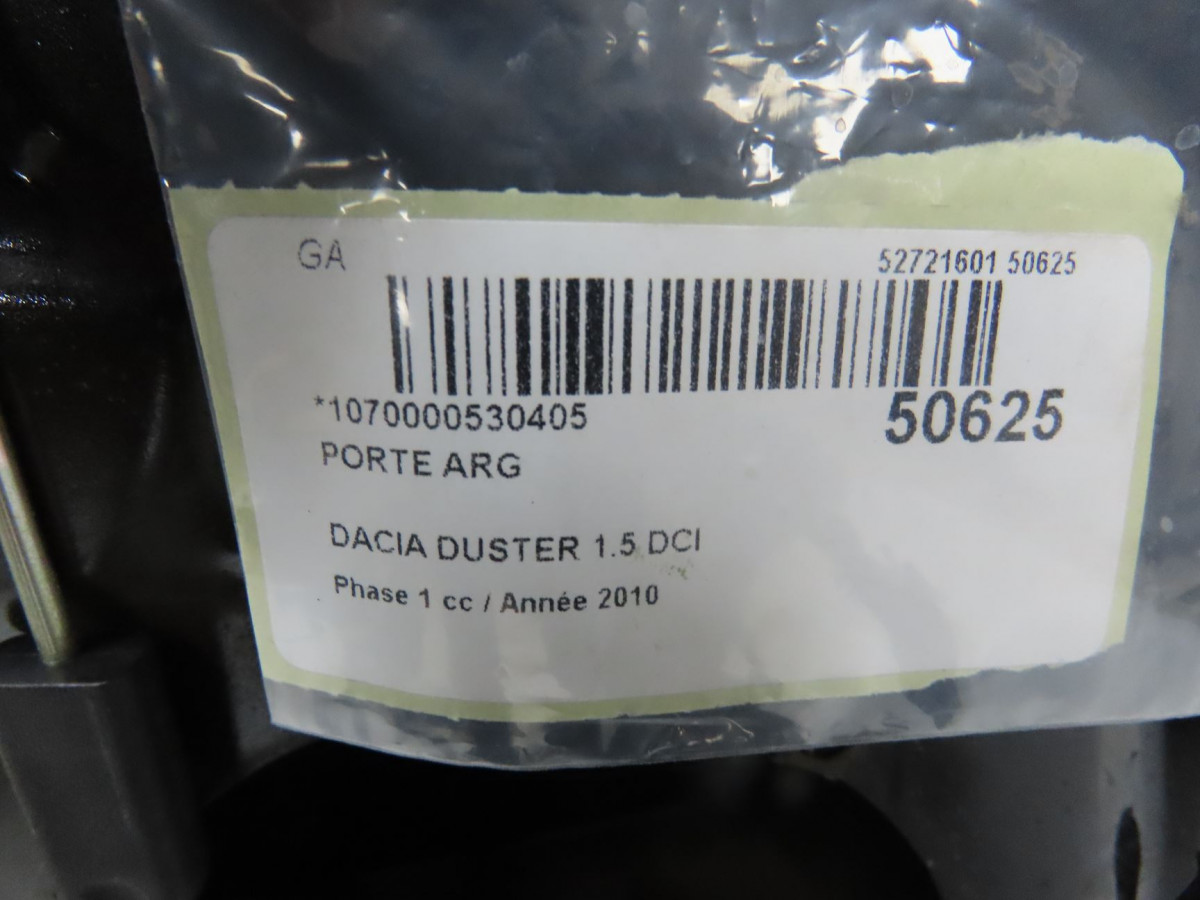 GA 52721601 50625
*1070000530405 50625
PORTE ARG
DACIA DUSTER 1.5 DCI
Phase 1 cc / Année 2010